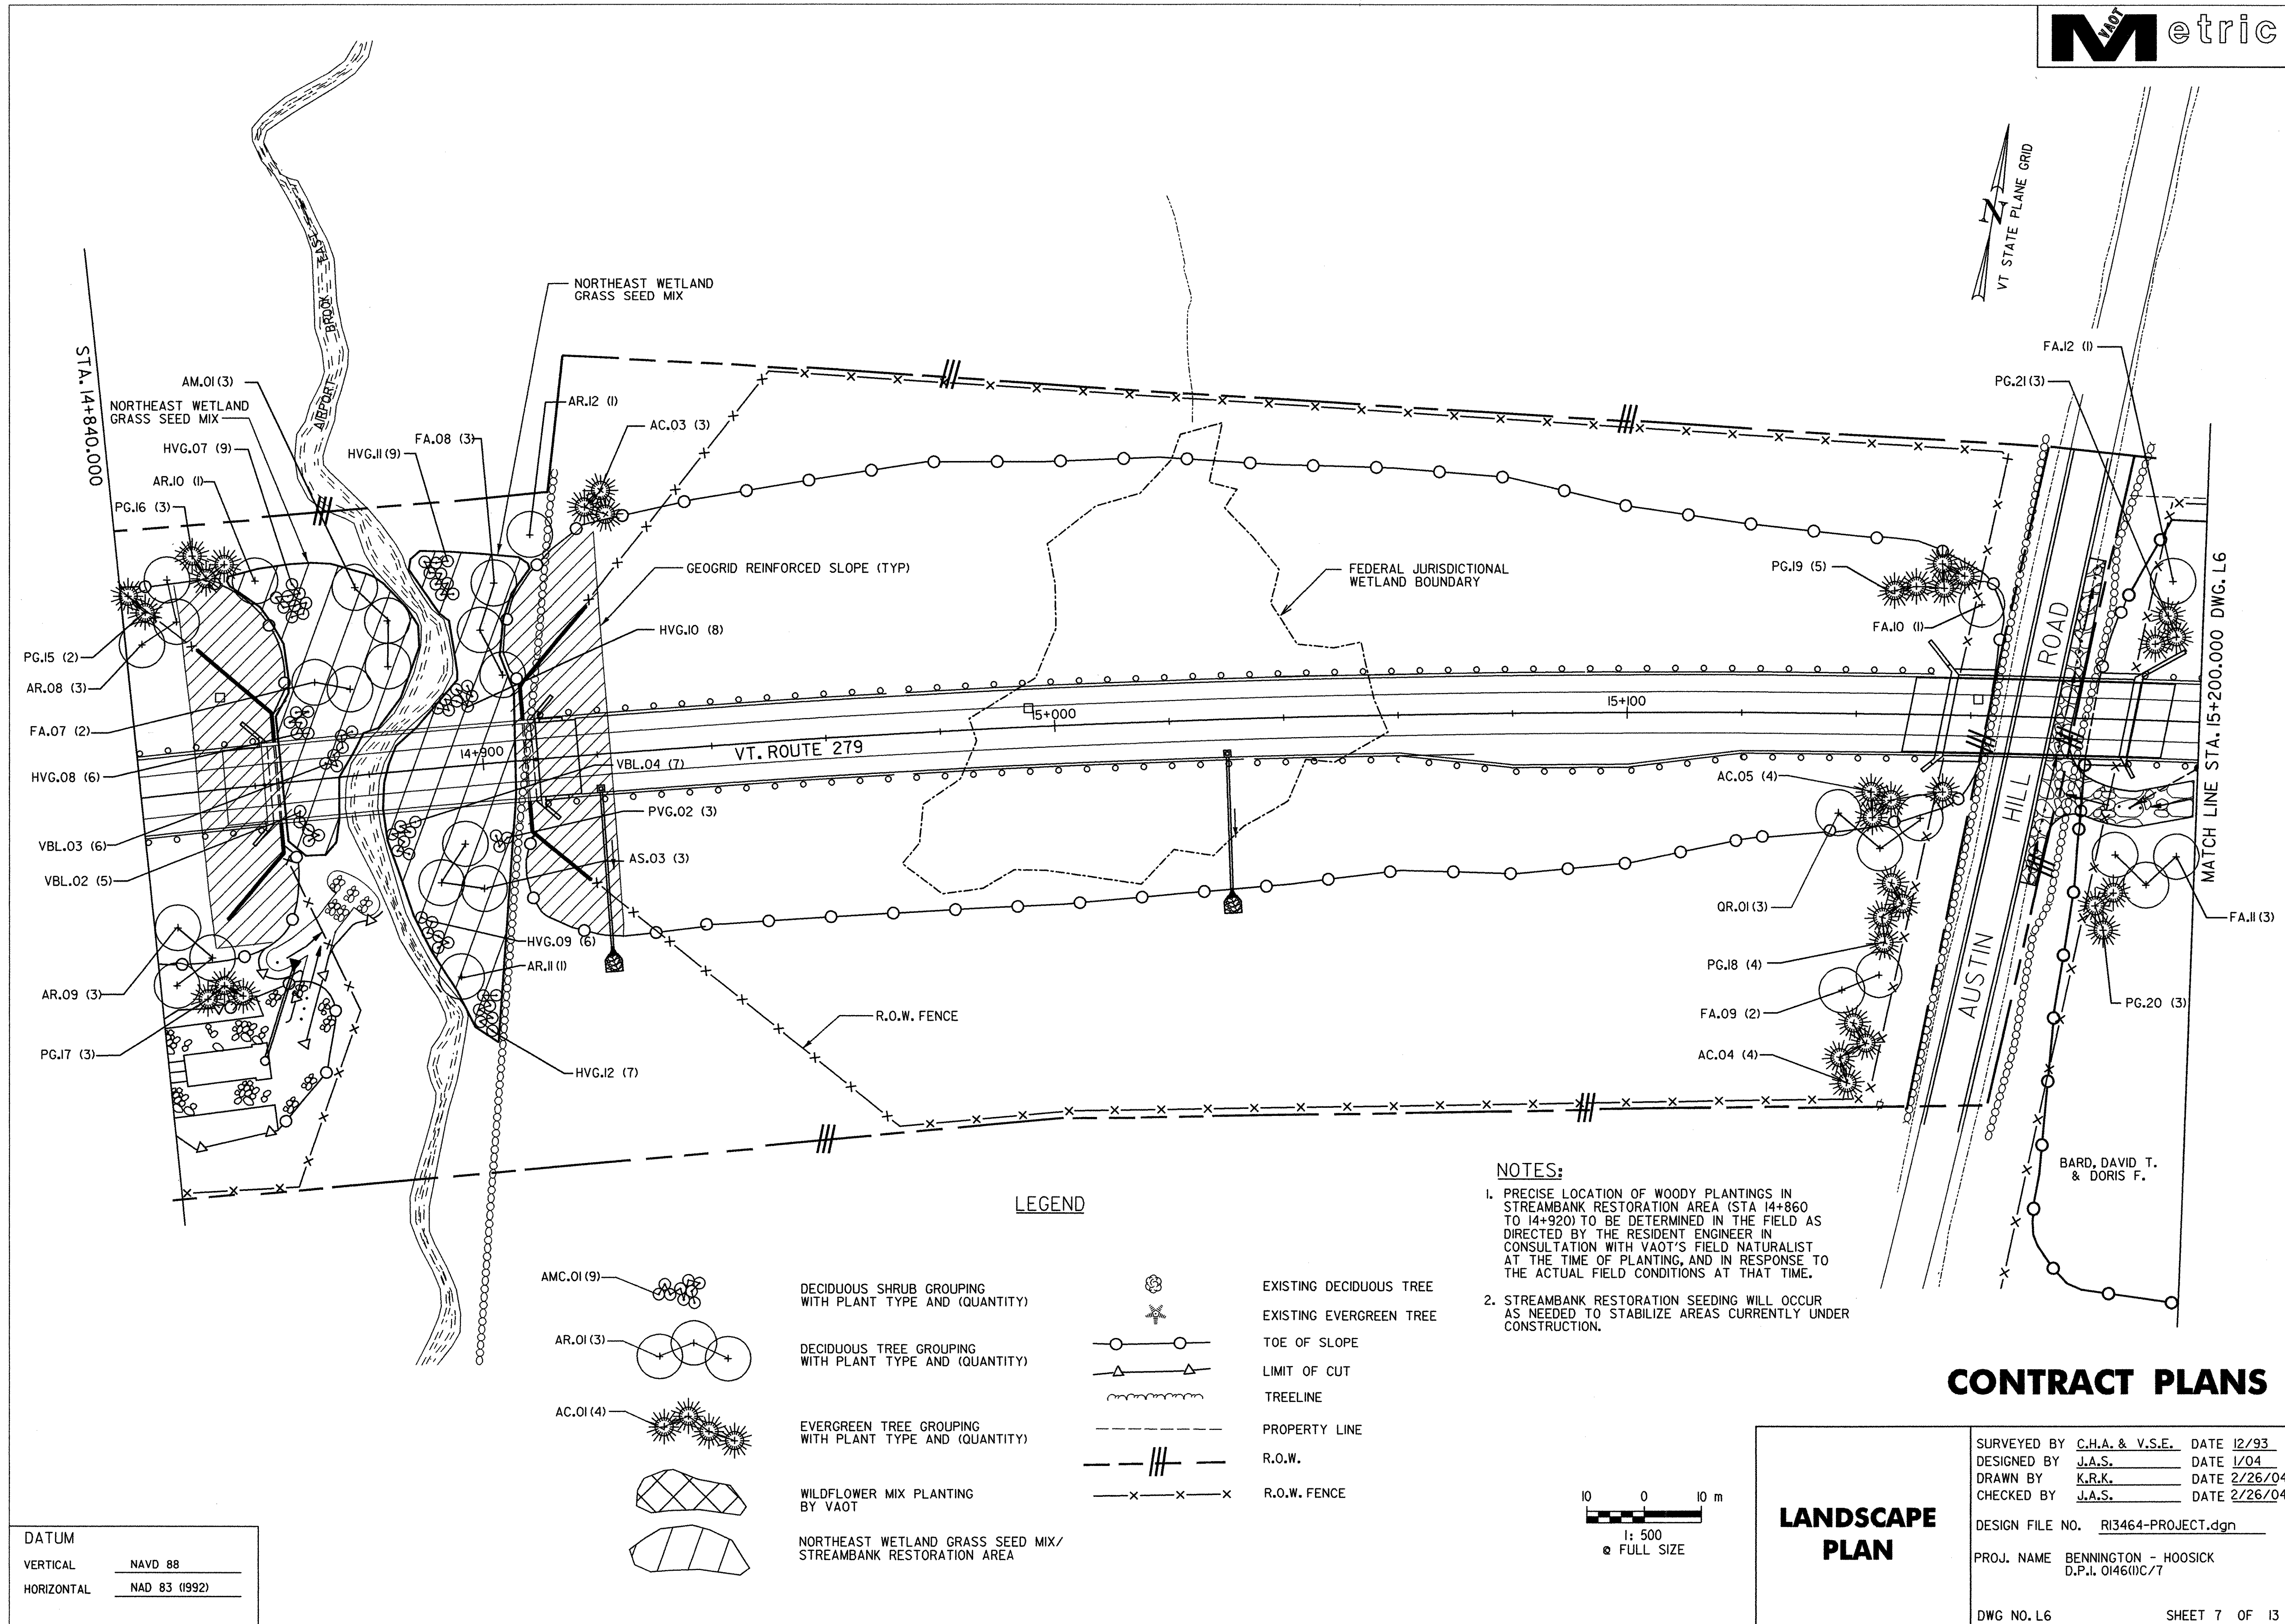 VAOT
Metric
VT STATE PLANE GRID
N
NORTHEAST WETLAND
GRASS SEED MIX
STA. 14+840.000
AIRPORT BROOK EAST
AM.01 (3)
NORTHEAST WETLAND
GRASS SEED MIX
HVG.07 (9)
AR.10 (1)
PG.16 (3)
HVG.11 (9)
FA.08 (3)
AR.12 (1)
AC.03 (3)
GEOGRID REINFORCED SLOPE (TYP)
HVG.10 (8)
FEDERAL JURISDICTIONAL
WETLAND BOUNDARY
FA.12 (1)
PG.21 (3)
PG.19 (5)
FA.10 (1)
PG.15 (2)
AR.08 (3)
FA.07 (2)
HVG.08 (6)
VBL.03 (6)
VBL.02 (5)
AR.09 (3)
PG.17 (3)
14+900
VT. ROUTE 279
15+000
15+100
VBL.04 (7)
PVG.02 (3)
AS.03 (3)
HVG.09 (6)
AR.11 (1)
HVG.12 (7)
R.O.W. FENCE
AC.05 (4)
QR.01 (3)
PG.18 (4)
FA.09 (2)
AC.04 (4)
AUSTIN HILL ROAD
MATCH LINE STA. 15+200.000 DWG. L6
FA.11 (3)
PG.20 (3)
BARD, DAVID T.
& DORIS F.
NOTES:
1. PRECISE LOCATION OF WOODY PLANTINGS IN
STREAMBANK RESTORATION AREA (STA 14+860
TO 14+920) TO BE DETERMINED IN THE FIELD AS
DIRECTED BY THE RESIDENT ENGINEER IN
CONSULTATION WITH VAOT'S FIELD NATURALIST
AT THE TIME OF PLANTING, AND IN RESPONSE TO
THE ACTUAL FIELD CONDITIONS AT THAT TIME.
2. STREAMBANK RESTORATION SEEDING WILL OCCUR
AS NEEDED TO STABILIZE AREAS CURRENTLY UNDER
CONSTRUCTION.
LEGEND
AMC.01 (9)
DECIDUOUS SHRUB GROUPING
WITH PLANT TYPE AND (QUANTITY)
AR.01 (3)
DECIDUOUS TREE GROUPING
WITH PLANT TYPE AND (QUANTITY)
AC.01 (4)
EVERGREEN TREE GROUPING
WITH PLANT TYPE AND (QUANTITY)
WILDFLOWER MIX PLANTING
BY VAOT
NORTHEAST WETLAND GRASS SEED MIX/
STREAMBANK RESTORATION AREA
EXISTING DECIDUOUS TREE
EXISTING EVERGREEN TREE
TOE OF SLOPE
LIMIT OF CUT
TREELINE
PROPERTY LINE
R.O.W.
R.O.W. FENCE
10 0 10 m
1: 500
@ FULL SIZE
DATUM
VERTICAL NAVD 88
HORIZONTAL NAD 83 (1992)
CONTRACT PLANS
LANDSCAPE
PLAN
SURVEYED BY C.H.A. & V.S.E. DATE 12/93
DESIGNED BY J.A.S. DATE 1/04
DRAWN BY K.R.K. DATE 2/26/04
CHECKED BY J.A.S. DATE 2/26/04
DESIGN FILE NO. R13464-PROJECT.dgn
PROJ. NAME BENNINGTON - HOOSICK
D.P.I. 0146(1)C/7
DWG NO. L6 SHEET 7 OF 13